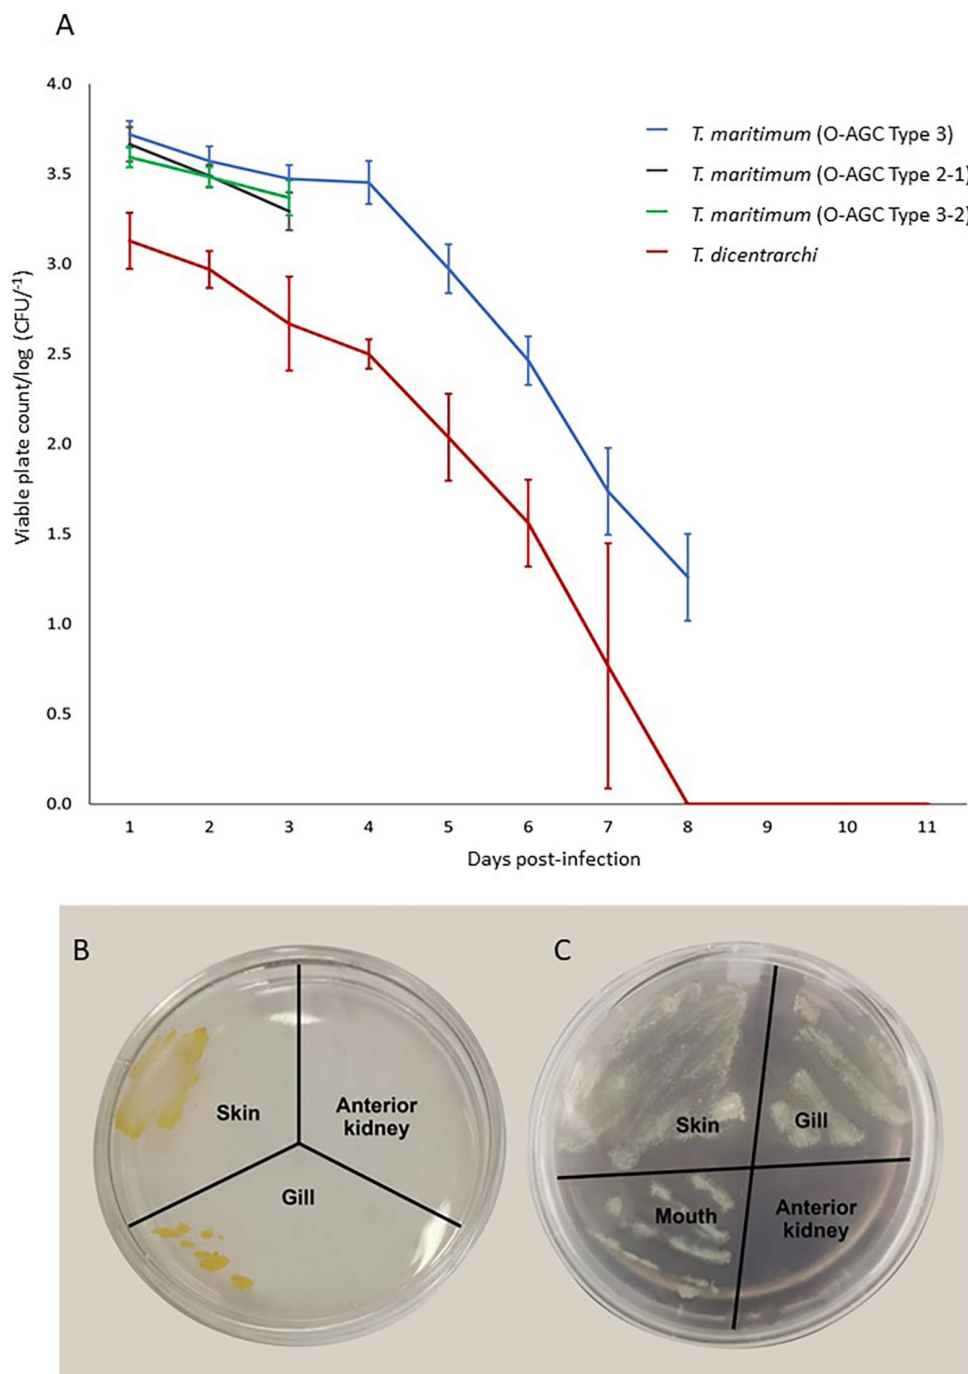 A
4.0
3.5
3.0
2.5
2.0
1.5
1.0
0.5
0.0
Viable plate count/log (CFU/⁻¹)
T. maritimum (O-AGC Type 3)
T. maritimum (O-AGC Type 2-1)
T. maritimum (O-AGC Type 3-2)
T. dicentrarchi
1 2 3 4 5 6 7 8 9 10 11
Days post-infection
B
Skin
Anterior
kidney
Gill
C
Skin
Gill
Mouth
Anterior
kidney